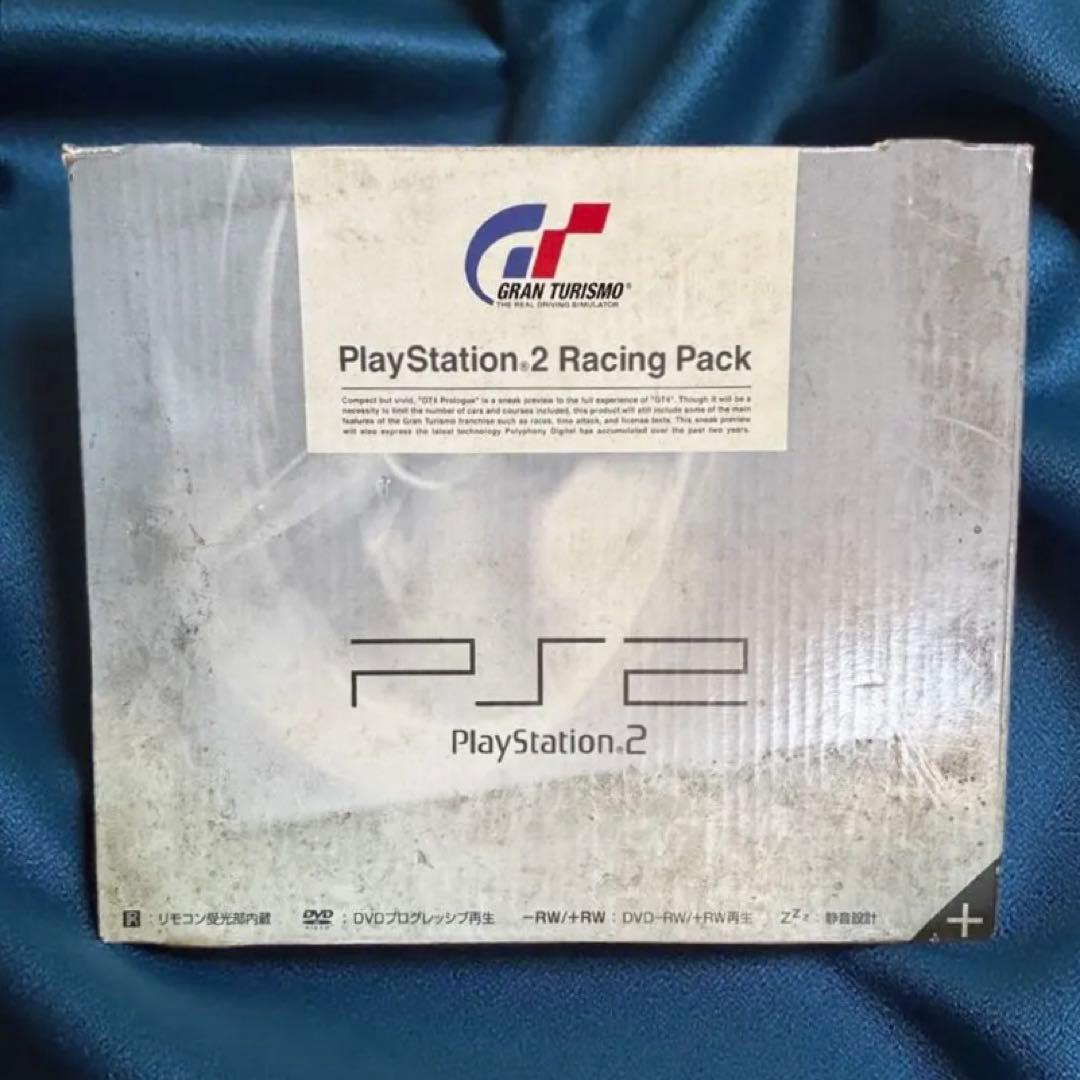 GRAN TURISMO®
THE REAL DRIVING SIMULATOR
PlayStation®2 Racing Pack
Compact but vivid, "GT4 Prologue" is a sneak preview to the full experience of "GT4". Though it will be a
necessity to limit the number of cars and courses included, this product will still include some of the main
features of the Gran Turismo franchise such as races, time attack, and license tests. This sneak preview
will also express the latest technology Polyphony Digital has accumulated over the past two years.
PS2
PlayStation®2
R : リモコン受光部内蔵 DVD VIDEO : DVDプログレッシブ再生 −RW/+RW : DVD−RW/+RW再生 ZZz : 静音設計 +